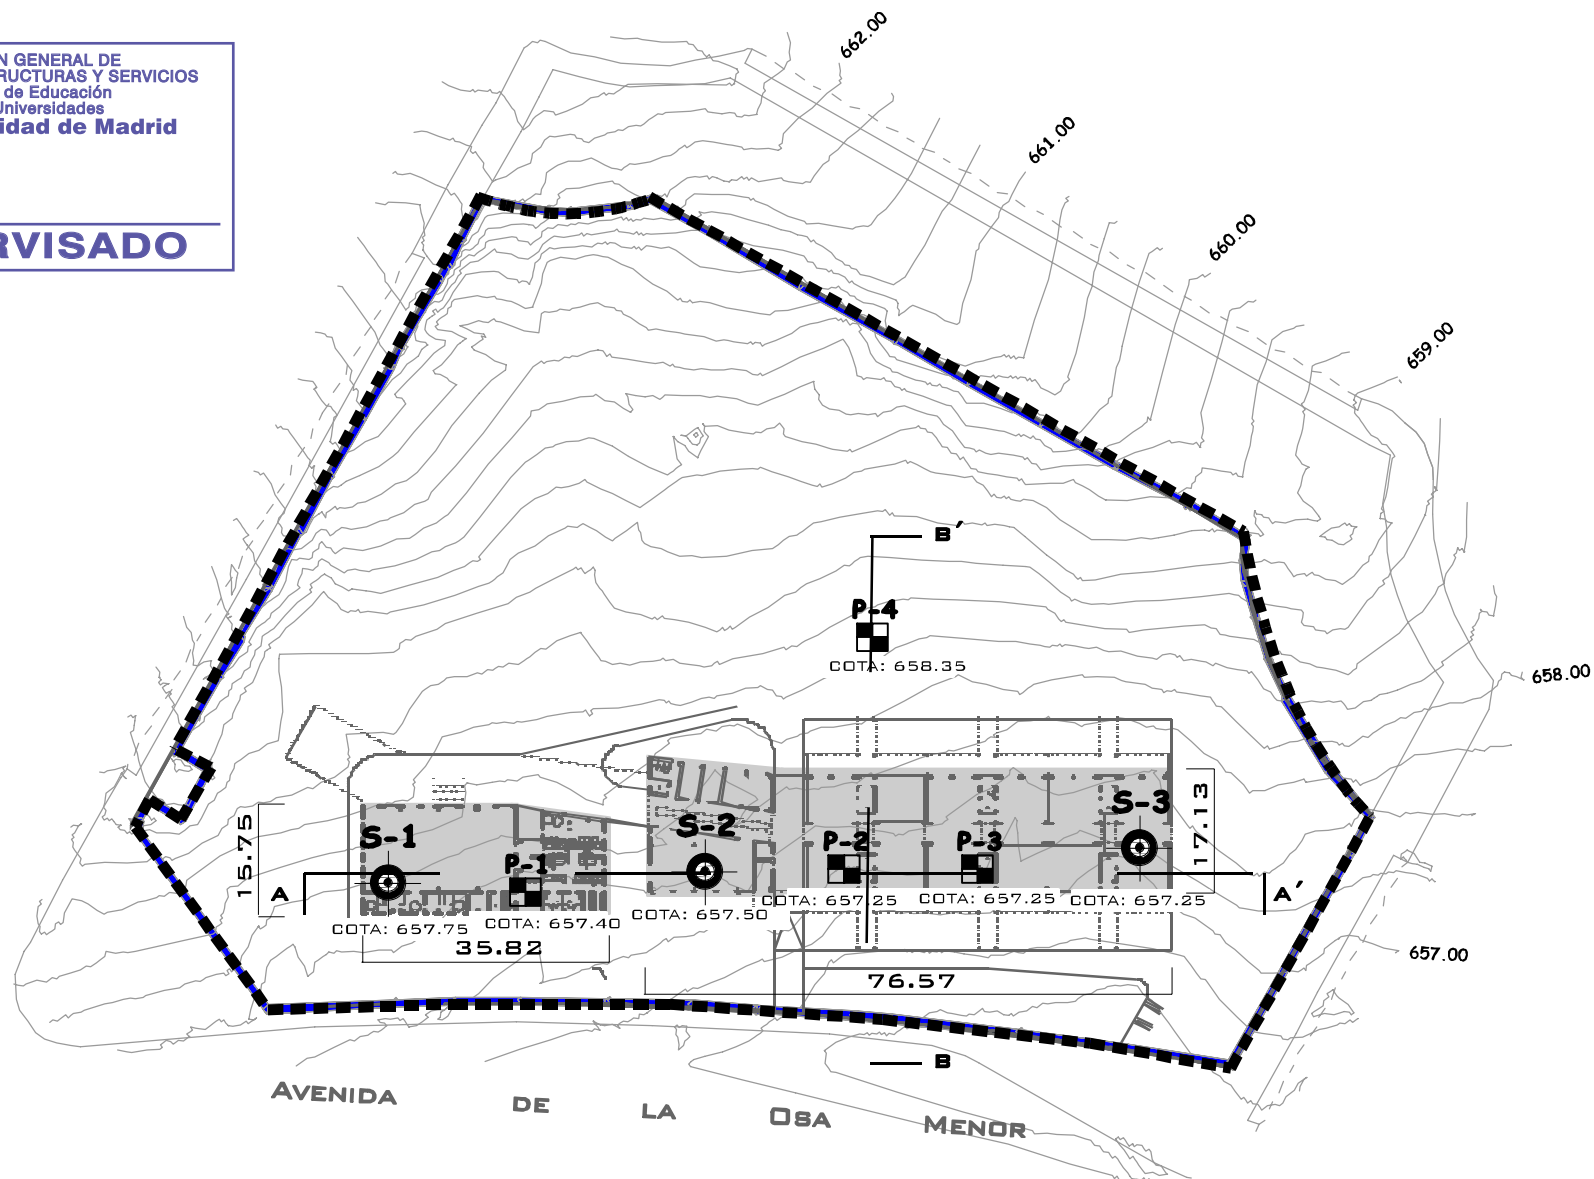 N GENERAL DE
RUCTURAS Y SERVICIOS
de Educación
Universidades
idad de Madrid
RVISADO
662.00
661.00
660.00
659.00
658.00
657.00
B´
P-4
COTA: 658.35
S-1
P-1
S-2
P-2
P-3
S-3
15.75
17.13
A
A´
COTA: 657.75
COTA: 657.40
COTA: 657.50
COTA: 657.25
COTA: 657.25
COTA: 657.25
35.82
76.57
B
AVENIDA DE LA OSA MENOR